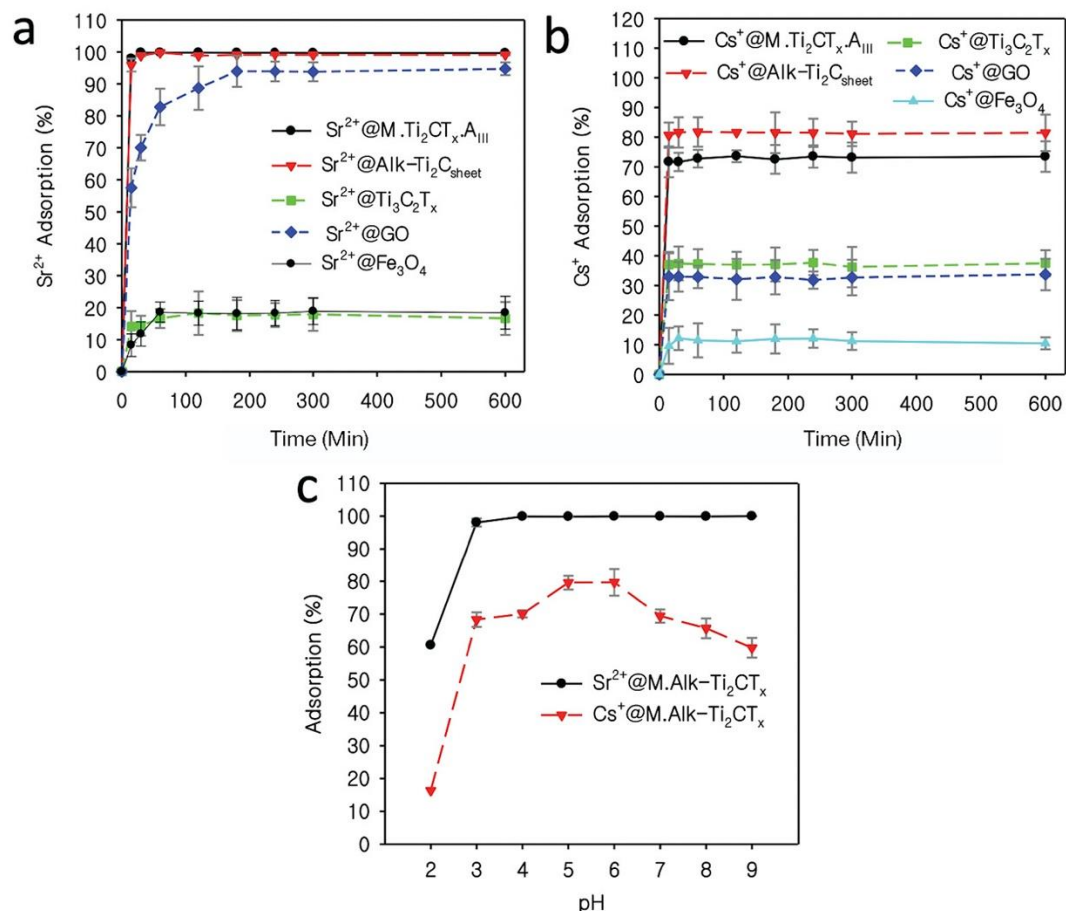 a
110
100
90
80
70
60
50
40
30
20
10
0
Sr²⁺ Adsorption (%)
Sr²⁺@M.Ti₂CTₓ.A_III
Sr²⁺@Alk–Ti₂C_sheet
Sr²⁺@Ti₃C₂Tₓ
Sr²⁺@GO
Sr²⁺@Fe₃O₄
0 100 200 300 400 500 600
Time (Min)
b
120
110
100
90
80
70
60
50
40
30
20
10
0
Cs⁺ Adsorption (%)
Cs⁺@M.Ti₂CTₓ.A_III Cs⁺@Ti₃C₂Tₓ
Cs⁺@Alk–Ti₂C_sheet Cs⁺@GO
Cs⁺@Fe₃O₄
0 100 200 300 400 500 600
Time (Min)
c
110
100
90
80
70
60
50
40
30
20
10
0
Adsorption (%)
Sr²⁺@M.Alk–Ti₂CTₓ
Cs⁺@M.Alk–Ti₂CTₓ
2 3 4 5 6 7 8 9
pH